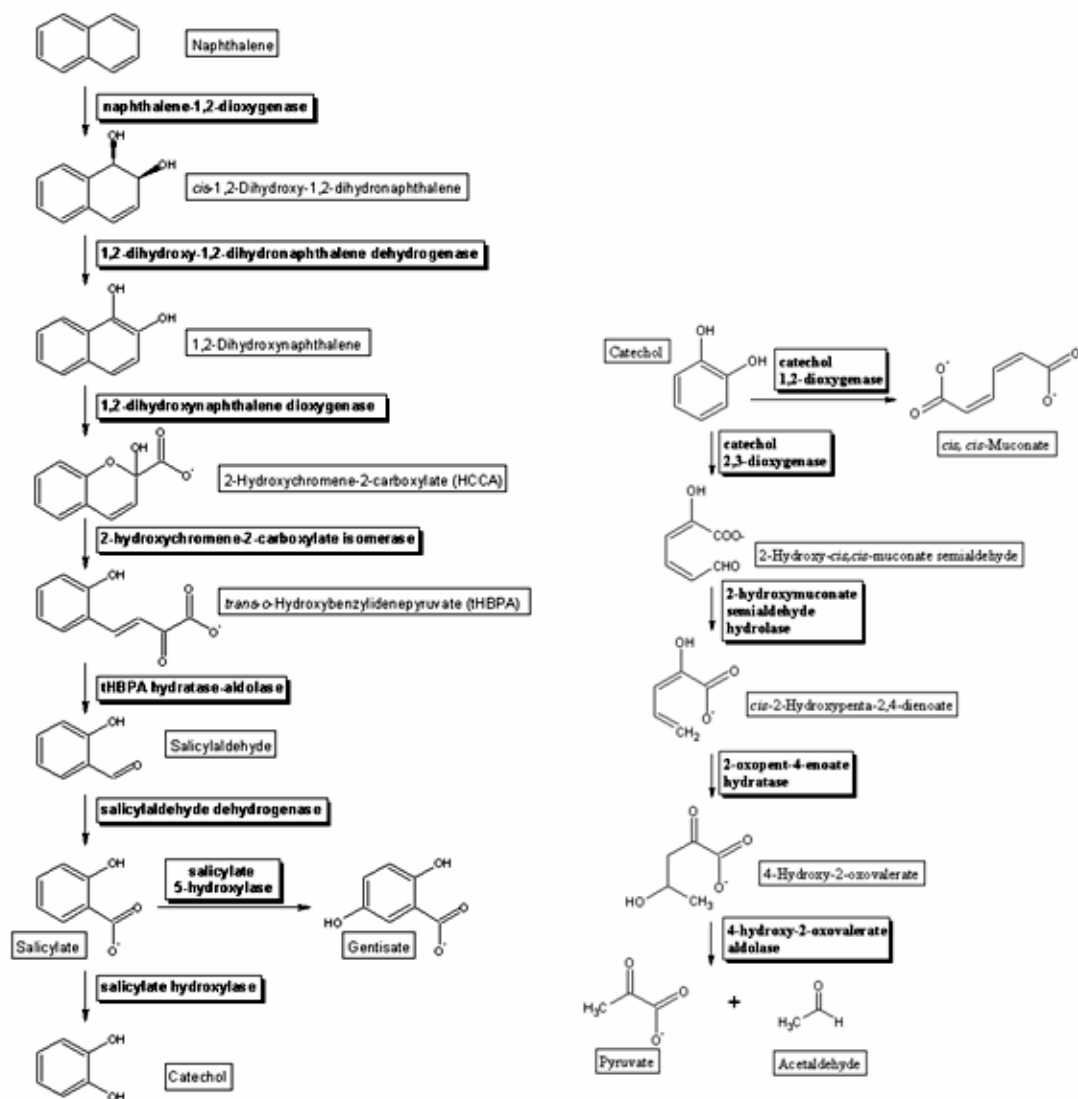 Naphthalene
naphthalene-1,2-dioxygenase
OH
OH
cis-1,2-Dihydroxy-1,2-dihydronaphthalene
1,2-dihydroxy-1,2-dihydronaphthalene dehydrogenase
OH
OH
1,2-Dihydroxynaphthalene
1,2-dihydroxynaphthalene dioxygenase
O
OH
O
O-
2-Hydroxychromene-2-carboxylate (HCCA)
2-hydroxychromene-2-carboxylate isomerase
OH
O
O-
O
trans-o-Hydroxybenzylidenepyruvate (tHBPA)
tHBPA hydratase-aldolase
OH
O
Salicylaldehyde
salicylaldehyde dehydrogenase
OH
O
O-
Salicylate
salicylate
5-hydroxylase
OH
HO
O
O-
Gentisate
salicylate hydroxylase
OH
OH
Catechol
Catechol
OH
OH
catechol
1,2-dioxygenase
O-
O
O
O-
cis, cis-Muconate
catechol
2,3-dioxygenase
OH
COO-
CHO
2-Hydroxy-cis,cis-muconate semialdehyde
2-hydroxymuconate
semialdehyde
hydrolase
OH
O
O-
CH2
cis-2-Hydroxypenta-2,4-dienoate
2-oxopent-4-enoate
hydratase
O
O
O-
HO
CH3
4-Hydroxy-2-oxovalerate
4-hydroxy-2-oxovalerate
aldolase
O
O
H3C
O-
Pyruvate
+
O
H3C
H
Acetaldehyde